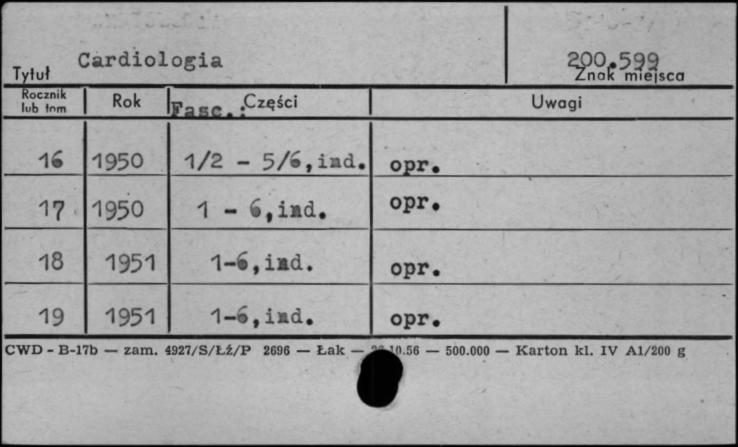 Cardiologia 200.599
Tytuł Znak miejsca
Rocznik lub tom Rok Fasc.: Części Uwagi
16 1950 1/2 - 5/6,ind. opr.
17 1950 1 - 6,ind. opr.
18 1951 1-6,ind. opr.
19 1951 1-6,ind. opr.
CWD - B-17b — zam. 4927/S/ŁŹ/P 2696 — Łak — 10.56 — 500.000 — Karton kl. IV A1/200 g